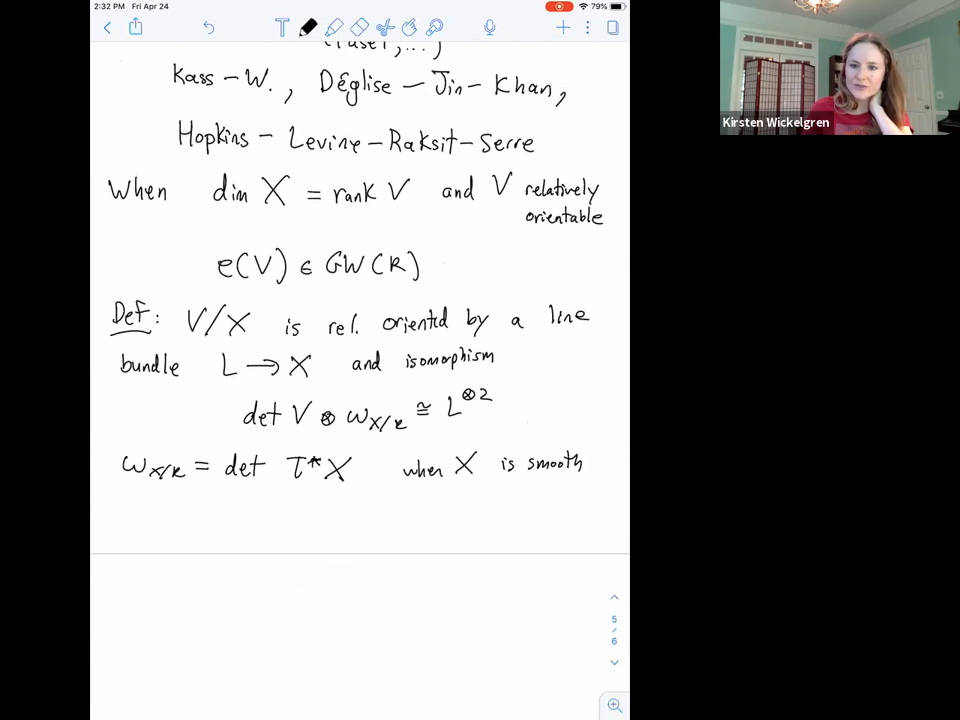 2:32 PM Fri Apr 24
79%
Kass - W. , Déglise - Jin - Khan,
Hopkins - Levine - Raksit - Serre
When dim X = rank V and V relatively orientable
e(V) ∈ GW(k)
Def: V/X is rel. oriented by a line
bundle L → X and isomorphism
det V ⊗ ω_{X/k} ≅ L^{⊗2}
ω_{X/k} = det T*X when X is smooth
5
/
6
Kirsten Wickelgren